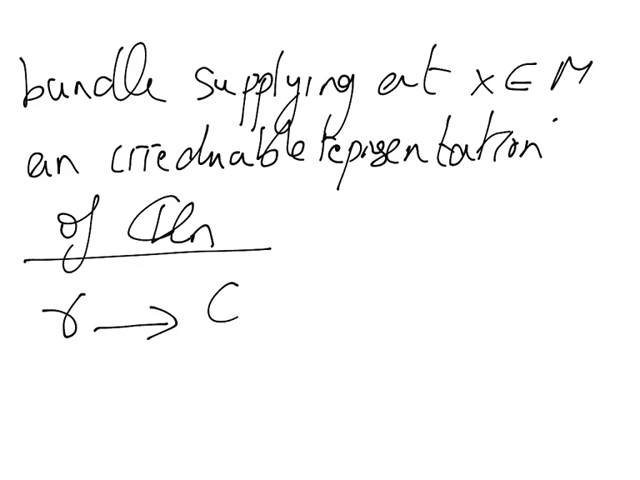 bundle supplying at x ∈ M
an irreducible representation
of ℂln
γ → C